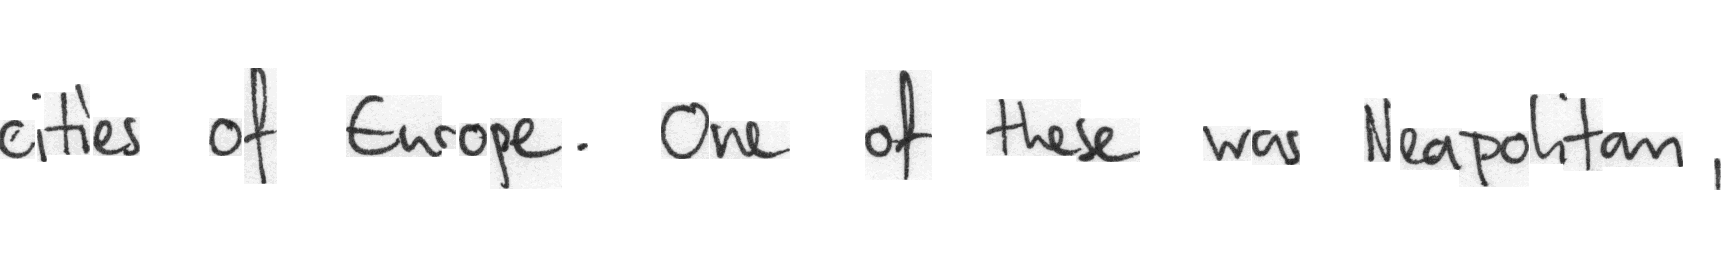 cities of Europe. One of these was Neapolitan,